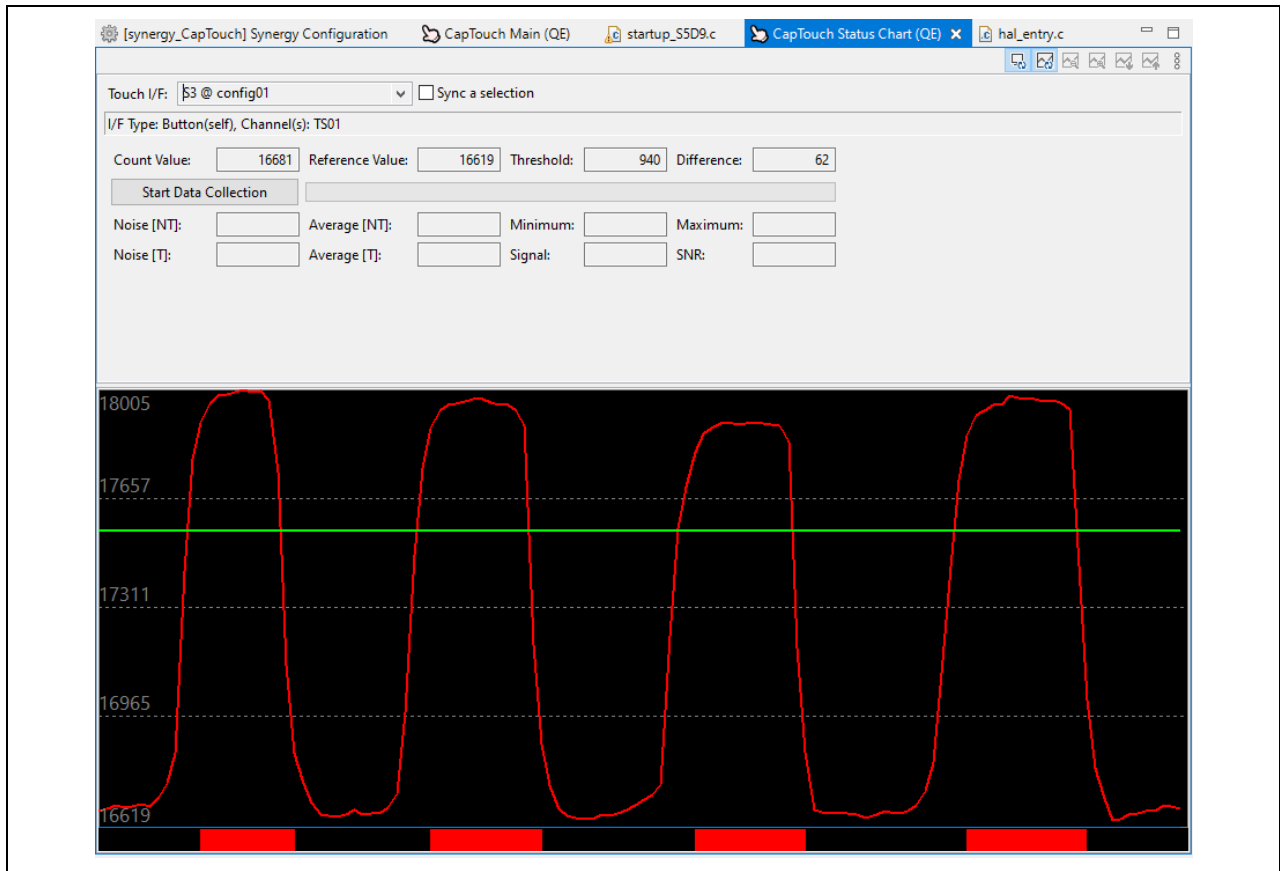 [synergy_CapTouch] Synergy Configuration CapTouch Main (QE) startup_S5D9.c CapTouch Status Chart (QE) hal_entry.c
Touch I/F: S3 @ config01 Sync a selection
I/F Type: Button(self), Channel(s): TS01
Count Value: 16681 Reference Value: 16619 Threshold: 940 Difference: 62
Start Data Collection
Noise [NT]: Average [NT]: Minimum: Maximum:
Noise [T]: Average [T]: Signal: SNR:
18005
17657
17311
16965
16619